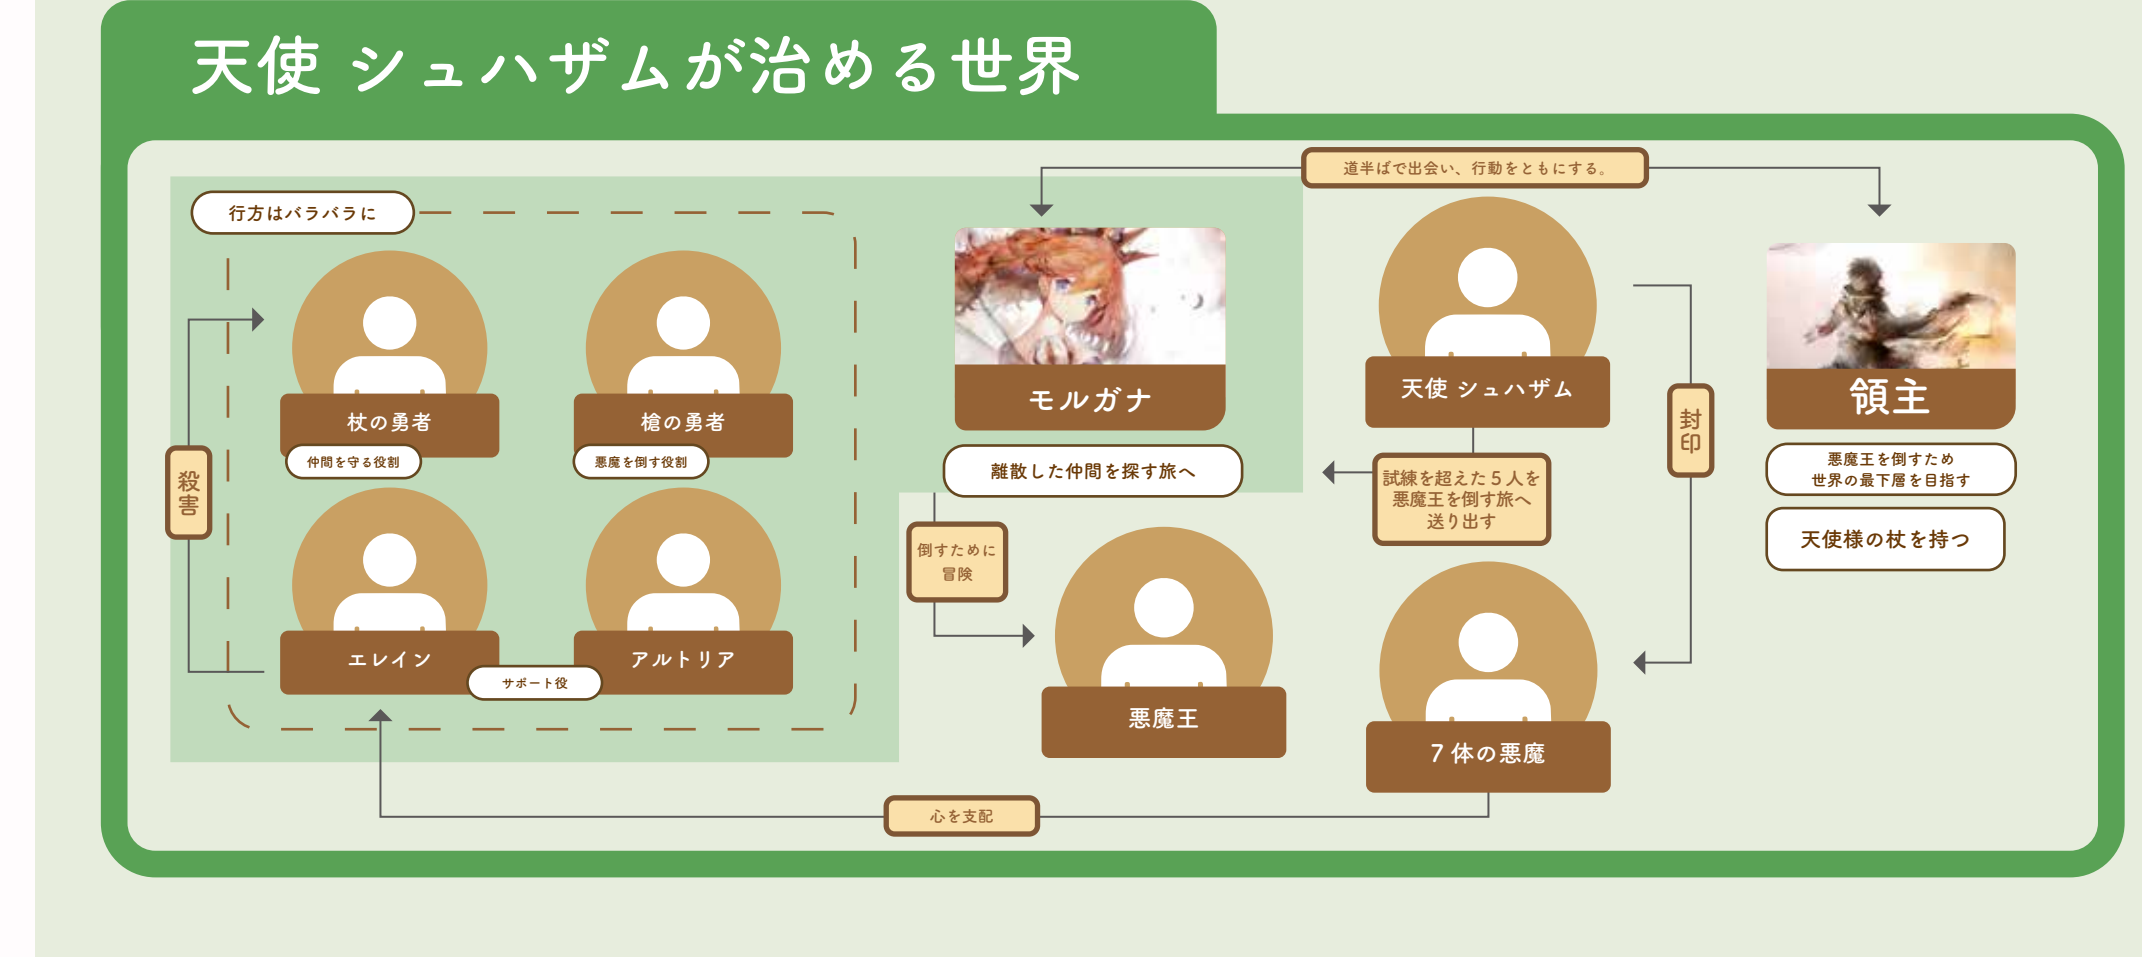 天使 シュハザムが治める世界
道半ばで出会い、行動をともにする。
行方はバラバラに
杖の勇者
仲間を守る役割
槍の勇者
悪魔を倒す役割
殺害
エレイン
アルトリア
サポート役
モルガナ
離散した仲間を探す旅へ
倒すために
冒険
悪魔王
天使 シュハザム
試練を超えた５人を
悪魔王を倒す旅へ
送り出す
封印
７体の悪魔
心を支配
領主
悪魔王を倒すため
世界の最下層を目指す
天使様の杖を持つ